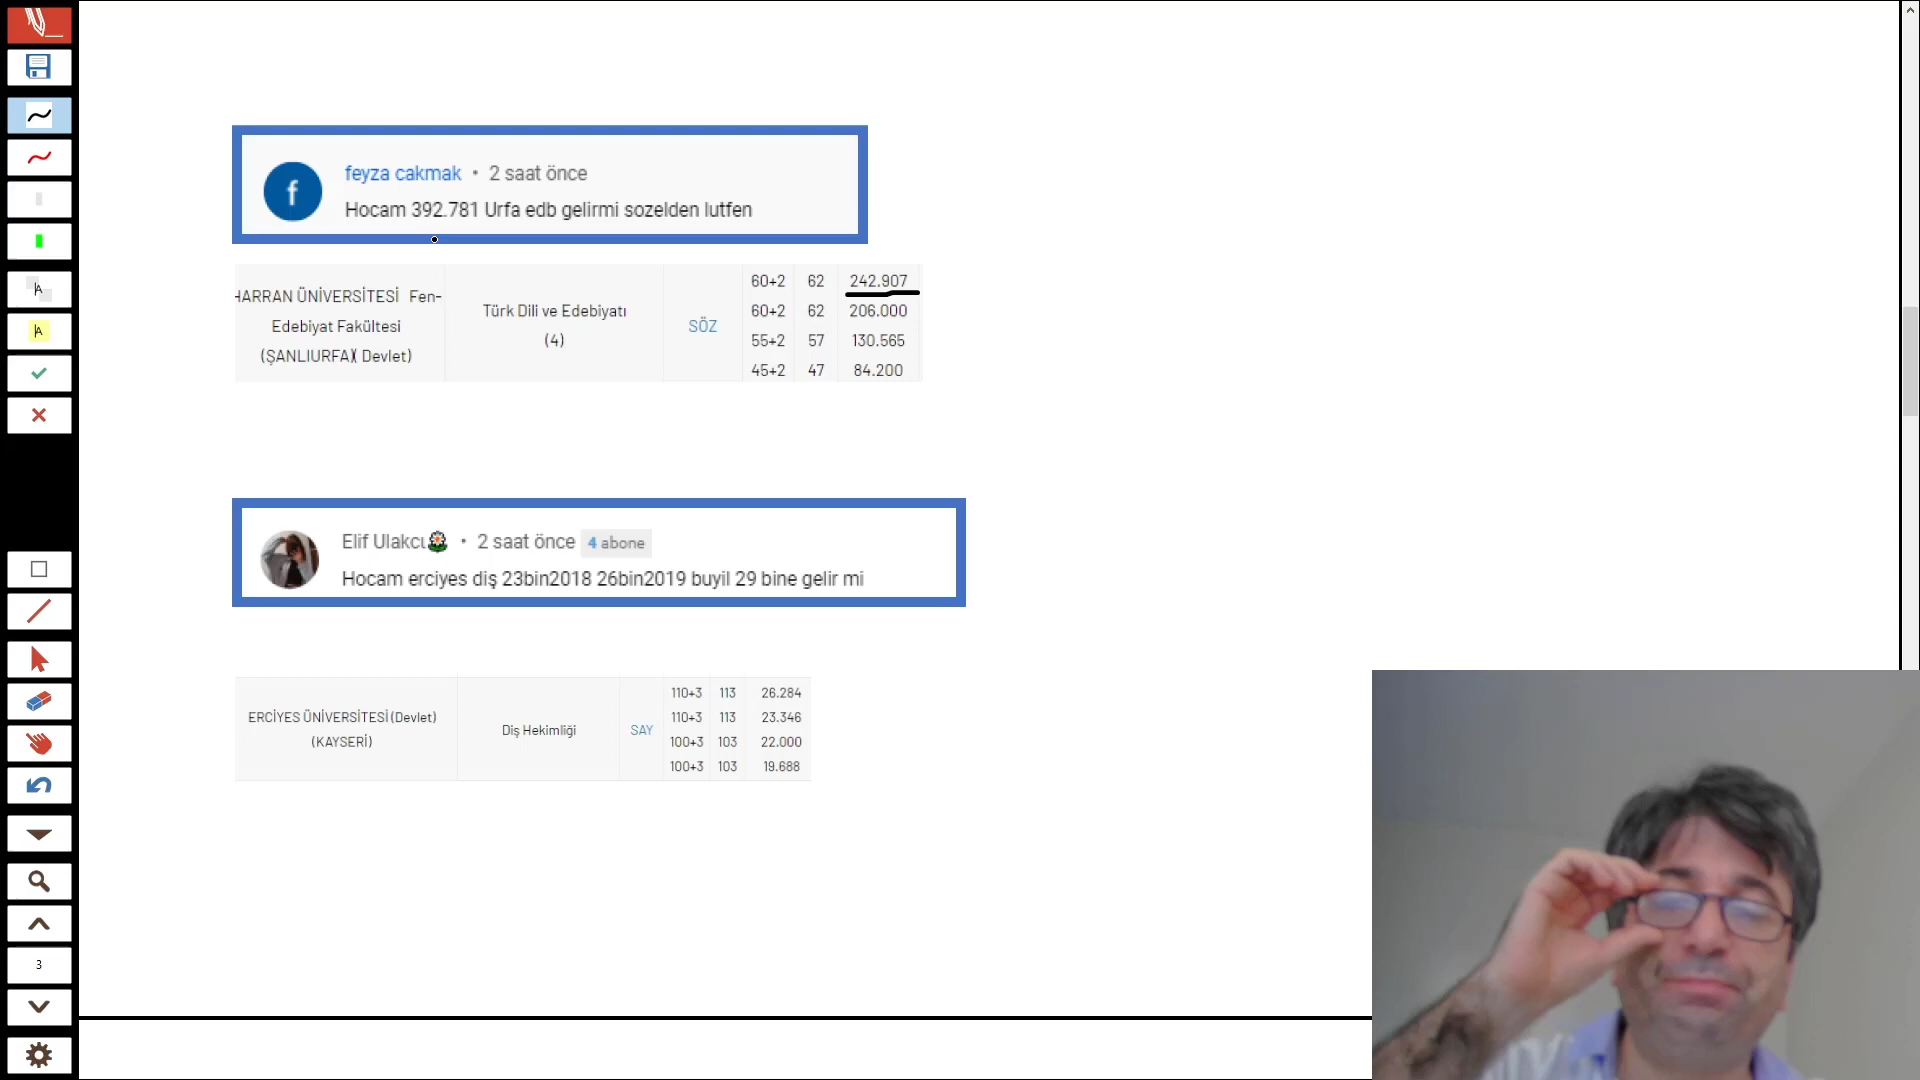 f
feyza cakmak • 2 saat önce
Hocam 392.781 Urfa edb gelirmi sozelden lutfen
HARRAN ÜNİVERSİTESİ Fen-
Edebiyat Fakültesi
(ŞANLIURFA)( Devlet)
Türk Dili ve Edebiyatı
(4)
SÖZ
60+2 62 242.907
60+2 62 206.000
55+2 57 130.565
45+2 47 84.200
Elif Ulakcı • 2 saat önce 4 abone
Hocam erciyes diş 23bin2018 26bin2019 buyil 29 bine gelir mi
ERCİYES ÜNİVERSİTESİ (Devlet)
(KAYSERİ)
Diş Hekimliği
SAY
110+3 113 26.284
110+3 113 23.346
100+3 103 22.000
100+3 103 19.688
A
A
3